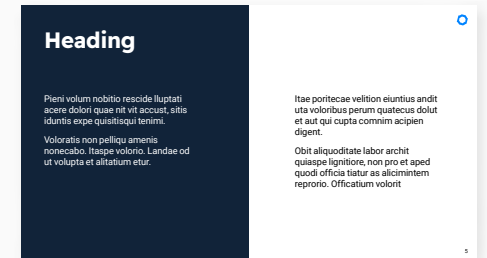 Heading
Pieni volum nobitio rescide lluptati
acere dolori quae nit vit accust, sitis
iduntis expe quisitisqui tenimi.
Voloratis non pelliqu amenis
nonecabo. Itaspe volorio. Landae od
ut volupta et alitatium etur.
Itae poritecae velition eiuntius andit
uta voloribus perum quatecus dolut
et aut qui cupta comnim acipien
digent.
Obit aliquoditate labor archit
quiaspe lignitiore, non pro et aped
quodi officia tiatur as alicimintem
reprorio. Officatium volorit
5